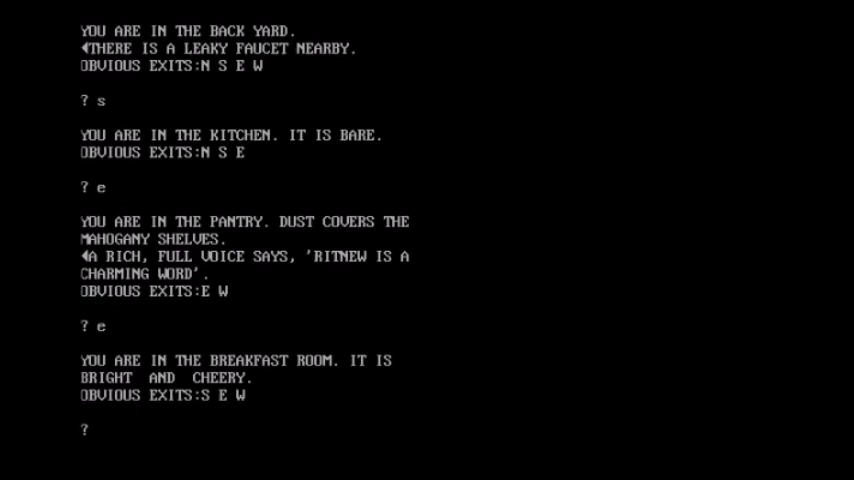 YOU ARE IN THE BACK YARD.
◄THERE IS A LEAKY FAUCET NEARBY.
OBVIOUS EXITS:N S E W
? s
YOU ARE IN THE KITCHEN. IT IS BARE.
OBVIOUS EXITS:N S E
? e
YOU ARE IN THE PANTRY. DUST COVERS THE
MAHOGANY SHELVES.
◄A RICH, FULL VOICE SAYS, 'RITNEW IS A
CHARMING WORD'.
OBVIOUS EXITS:E W
? e
YOU ARE IN THE BREAKFAST ROOM. IT IS
BRIGHT  AND  CHEERY.
OBVIOUS EXITS:S E W
?